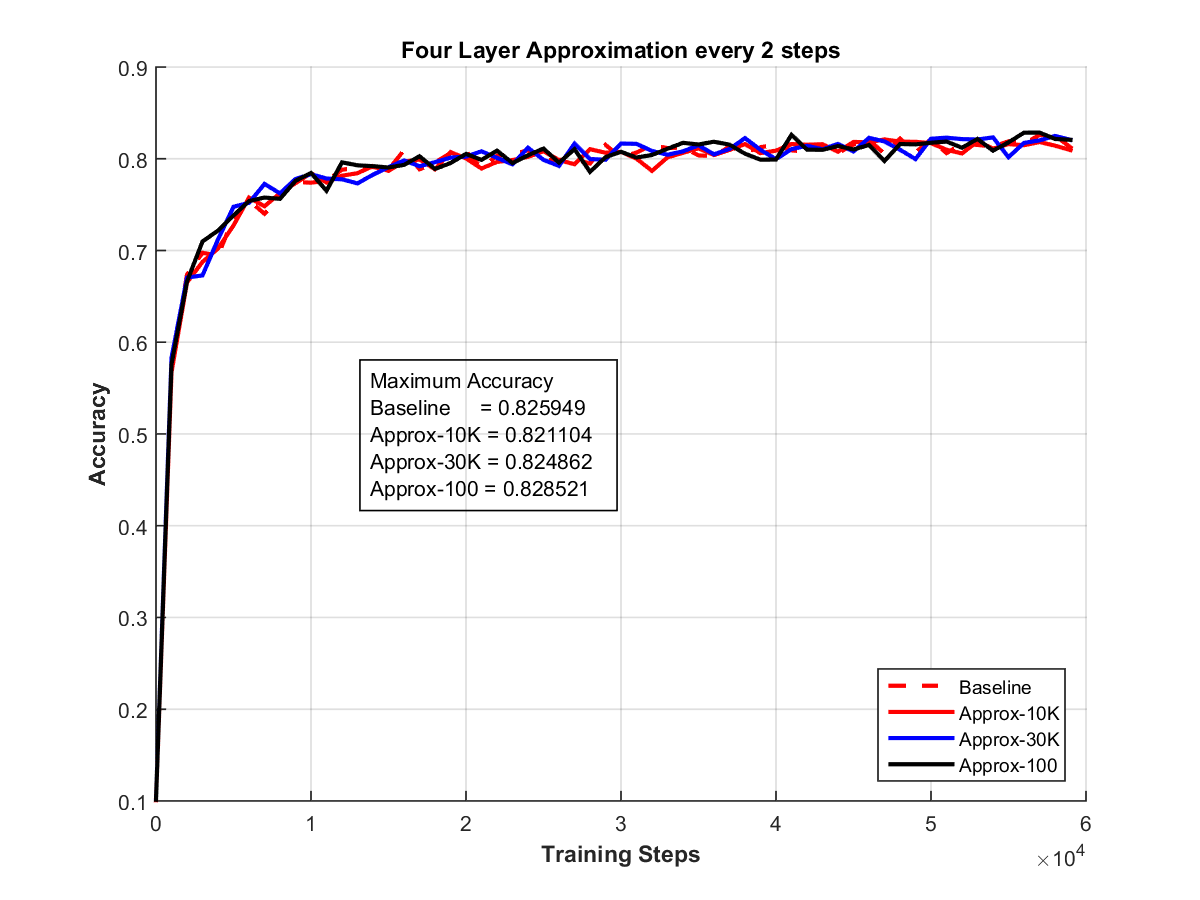 Four Layer Approximation every 2 steps
0.9
0.8
0.7
0.6
0.5
0.4
0.3
0.2
0.1
Accuracy
Maximum Accuracy
Baseline = 0.825949
Approx-10K = 0.821104
Approx-30K = 0.824862
Approx-100 = 0.828521
Baseline
Approx-10K
Approx-30K
Approx-100
0 1 2 3 4 5 6
Training Steps
×10⁴